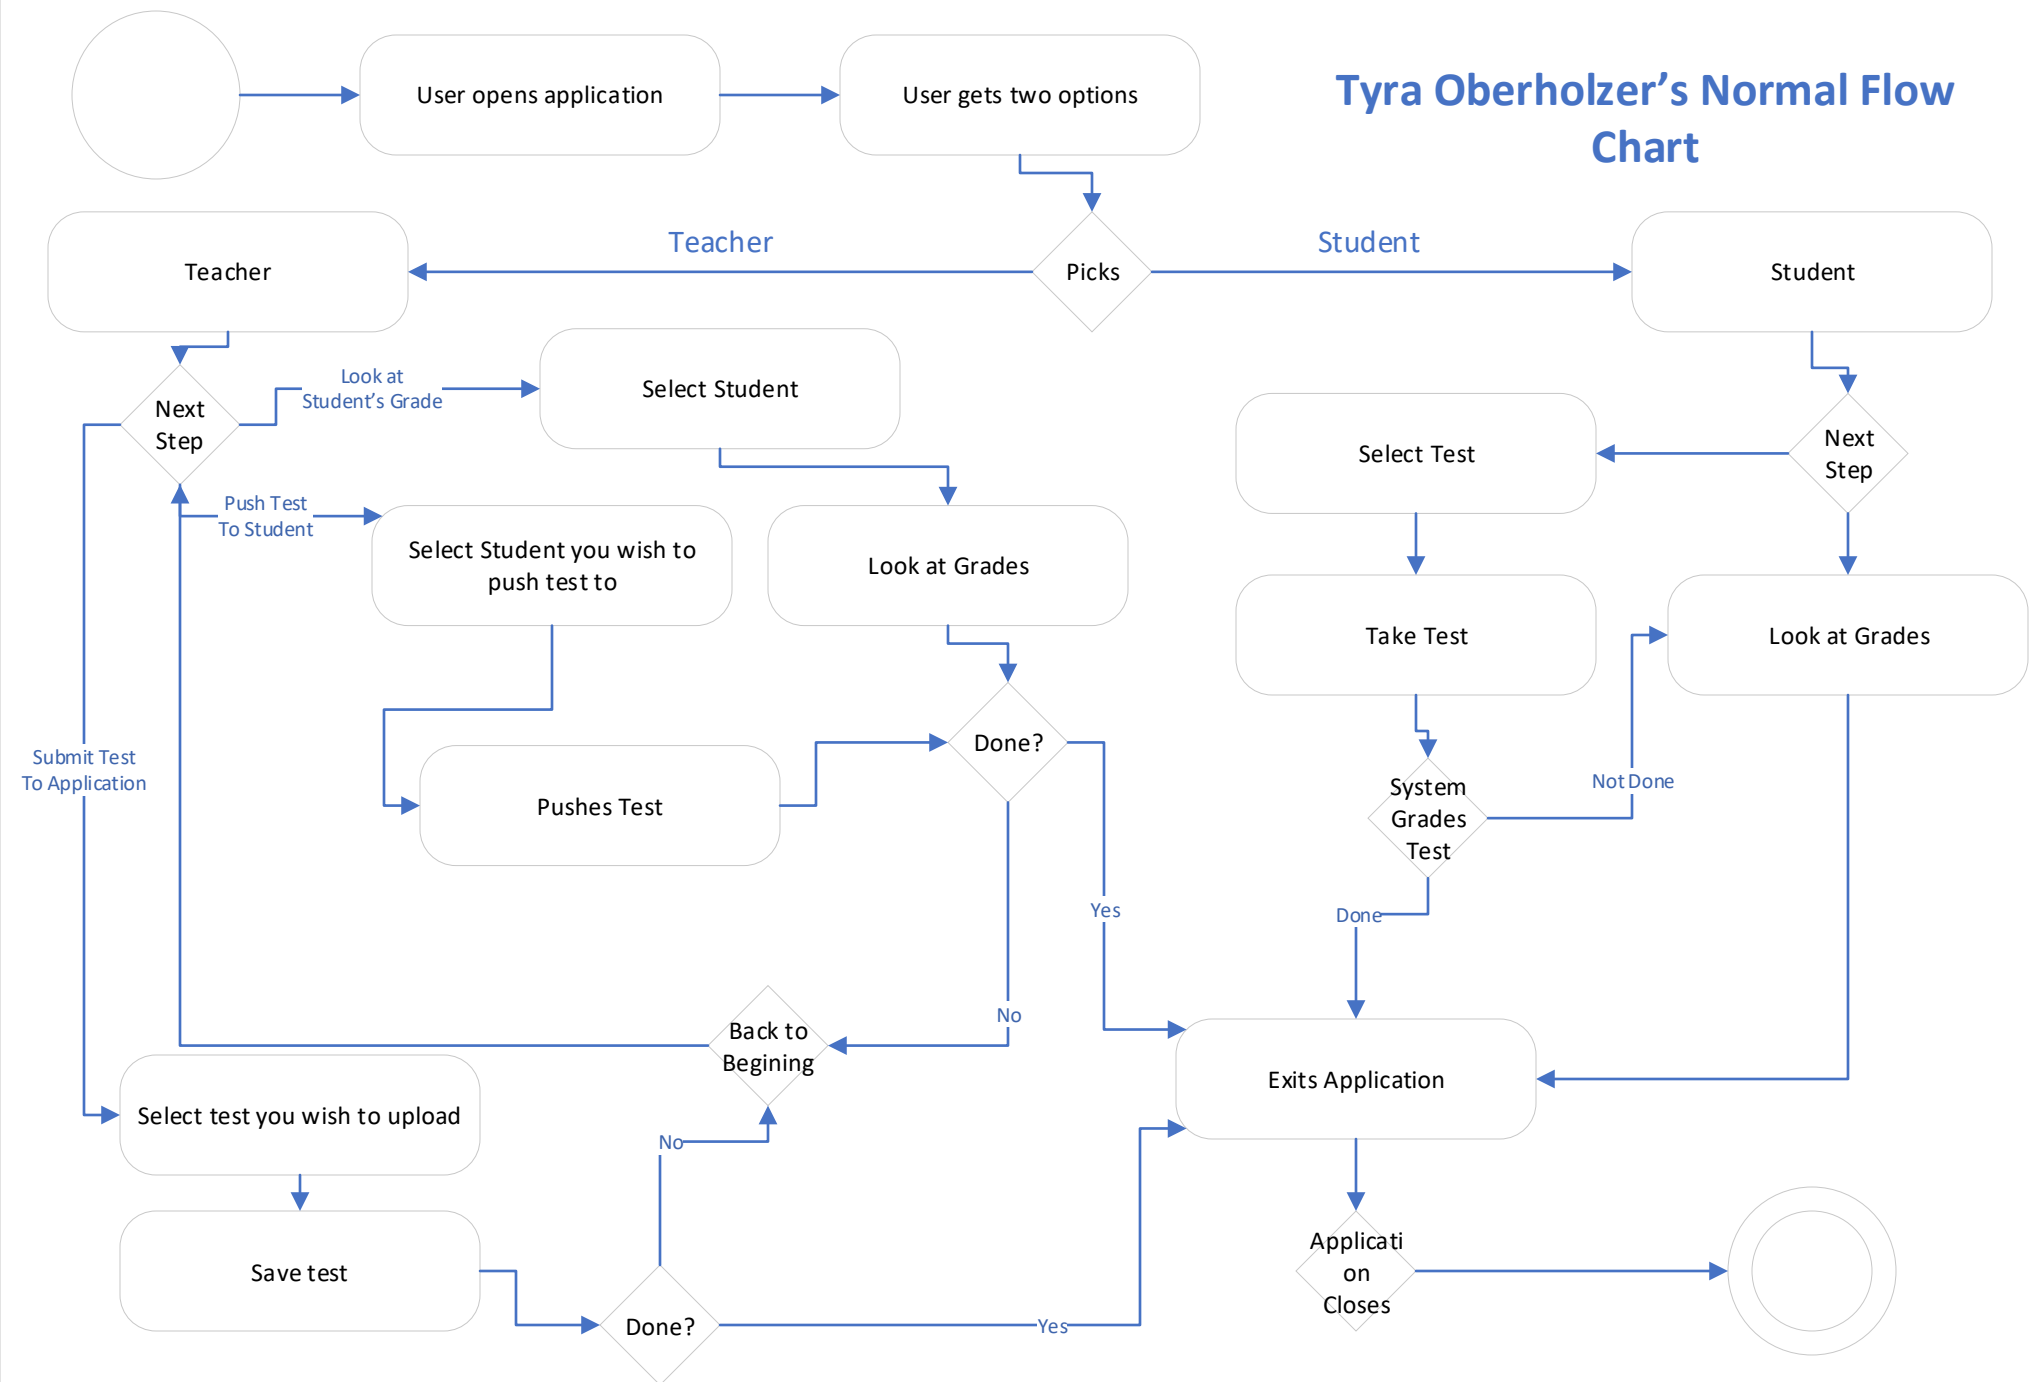 User opens application
User gets two options
Tyra Oberholzer’s Normal Flow
Chart
Teacher
Picks
Teacher
Student
Student
Next
Step
Look at
Student’s Grade
Select Student
Select Test
Next
Step
Push Test
To Student
Select Student you wish to
push test to
Look at Grades
Take Test
Look at Grades
Submit Test
To Application
Pushes Test
Done?
System
Grades
Test
Not Done
Yes
Done
No
Back to
Begining
Exits Application
Select test you wish to upload
No
Save test
Done?
Yes
Applicati
on
Closes